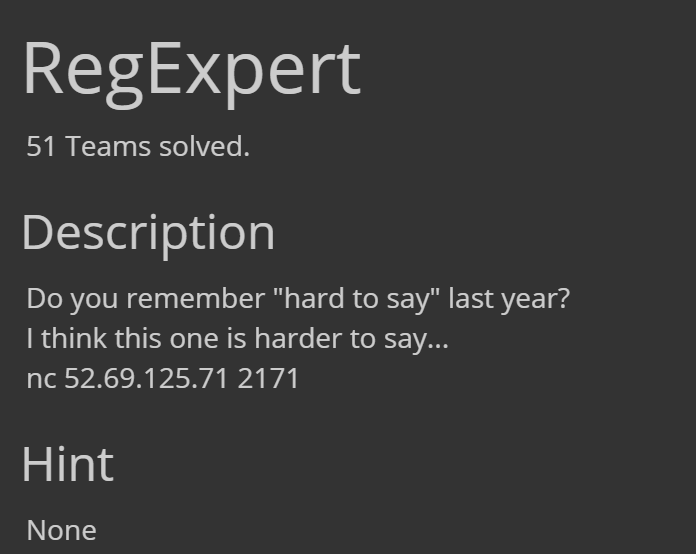 RegExpert
51 Teams solved.
Description
Do you remember "hard to say" last year?
I think this one is harder to say...
nc 52.69.125.71 2171
Hint
None